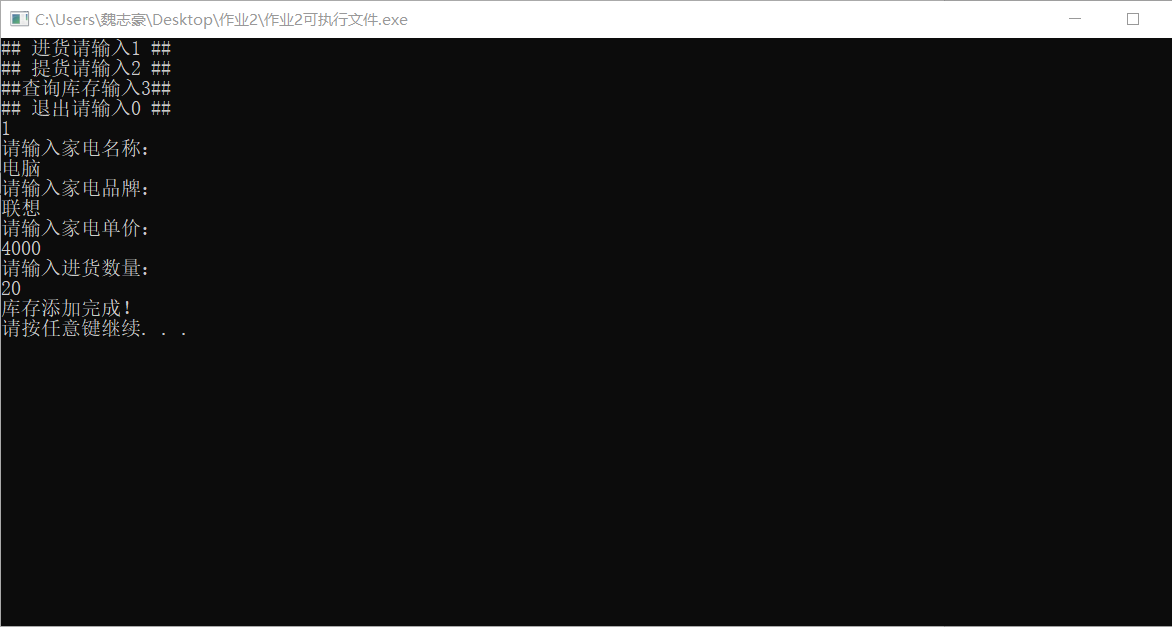 C:\Users\魏志豪\Desktop\作业2\作业2可执行文件.exe
## 进货请输入1 ##
## 提货请输入2 ##
##查询库存输入3##
## 退出请输入0 ##
1
请输入家电名称：
电脑
请输入家电品牌：
联想
请输入家电单价：
4000
请输入进货数量：
20
库存添加完成！
请按任意键继续. . .